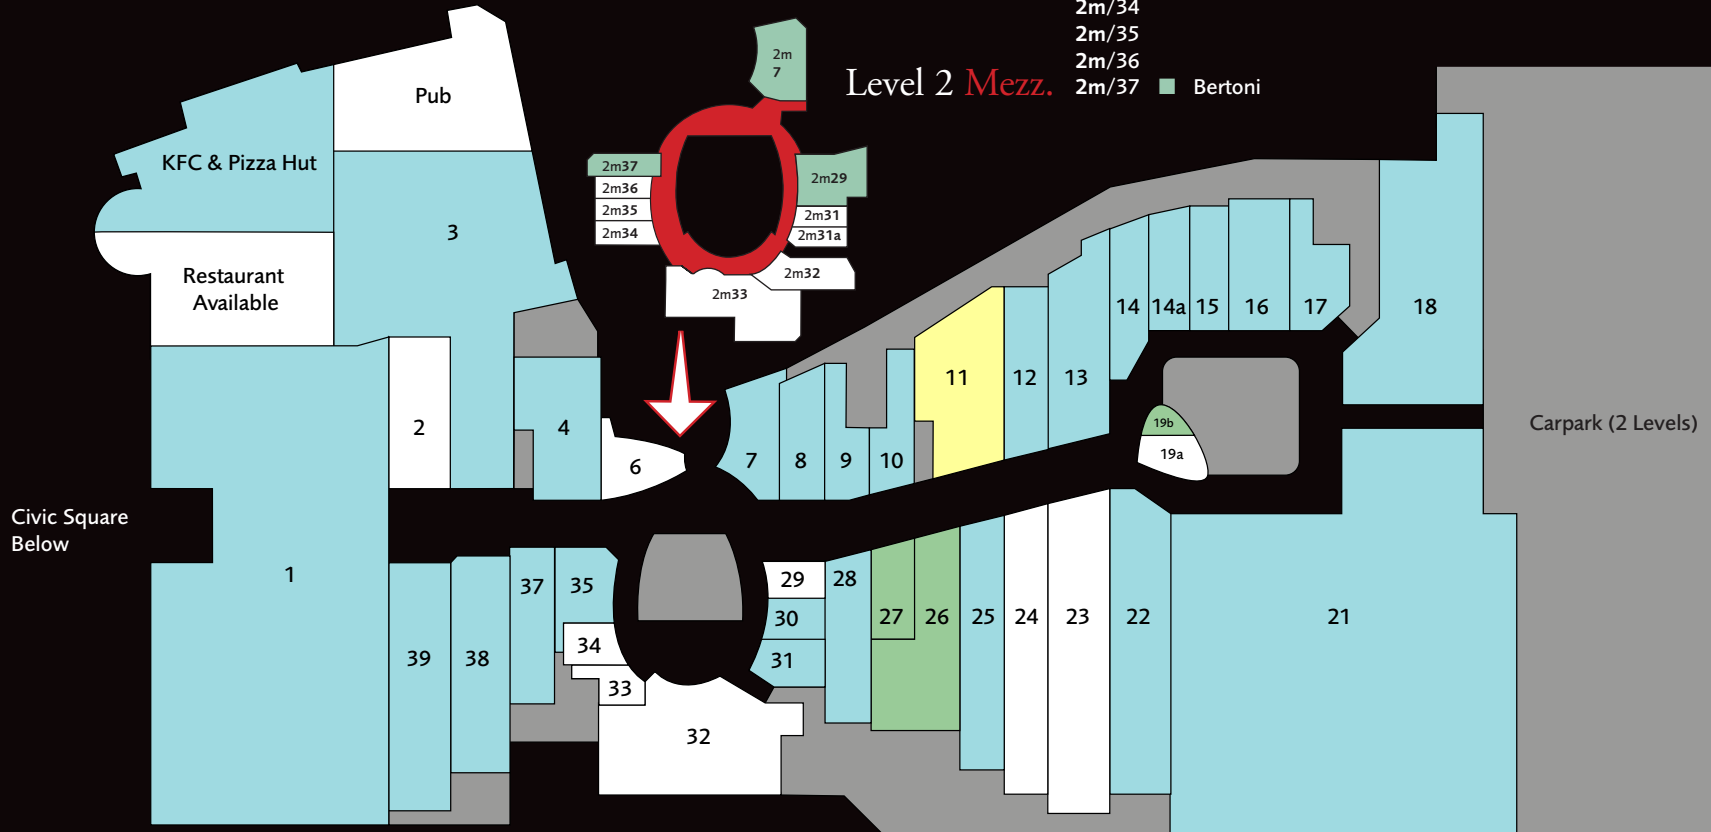 2m/34
2m/35
2m/36
2m/37 Bertoni
Level 2 Mezz.
2m
7
2m37
2m36
2m35
2m34
2m29
2m31
2m31a
2m32
2m33
Pub
KFC & Pizza Hut
3
Restaurant
Available
2
4
6
7
8
9
10
11
12
13
14
14a
15
16
17
18
19b
19a
Carpark (2 Levels)
Civic Square
Below
1
39
38
37
35
34
33
32
29
30
31
28
27
26
25
24
23
22
21